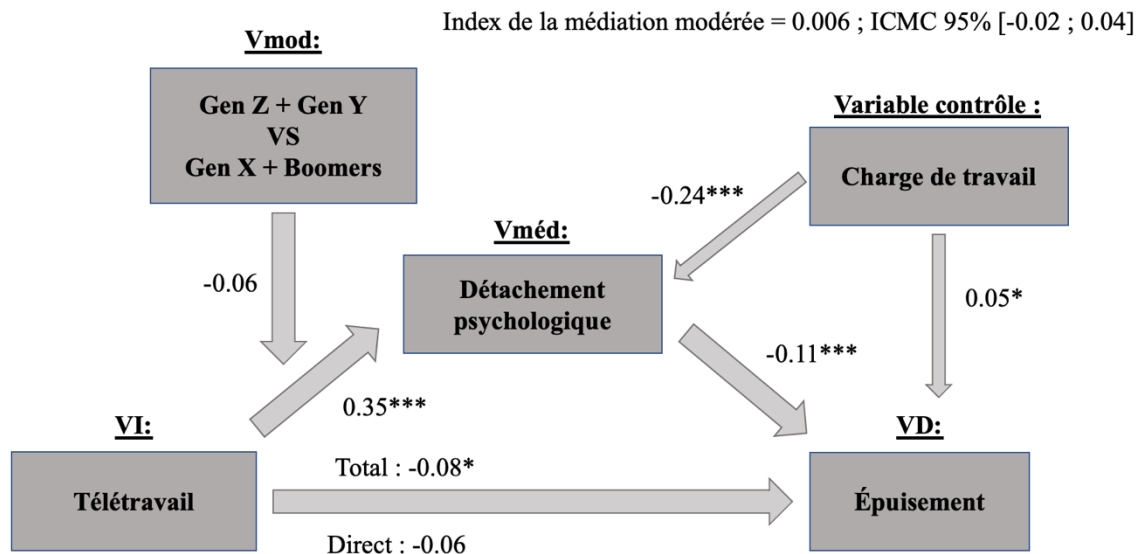 Index de la médiation modérée = 0.006 ; ICMC 95% [-0.02 ; 0.04]
Vmod:
Gen Z + Gen Y
VS
Gen X + Boomers
Variable contrôle :
Charge de travail
-0.24***
Vméd:
Détachement
psychologique
-0.06
0.05*
-0.11***
0.35***
VI:
Télétravail
VD:
Épuisement
Total : -0.08*
Direct : -0.06